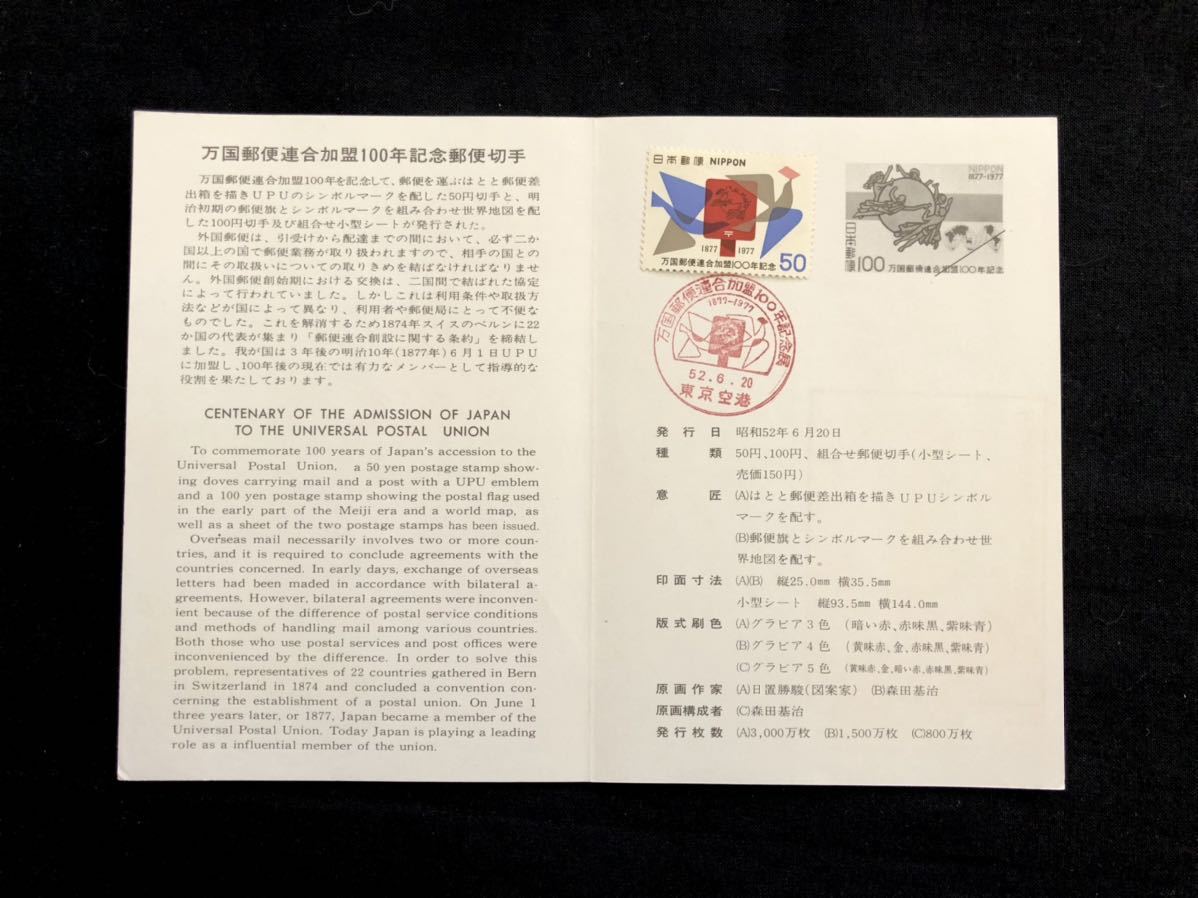 万国郵便連合加盟100年記念郵便切手
万国郵便連合加盟100年を記念して、郵便を運ぶはとと郵便差
出箱を描きUPUのシンボルマークを配した50円切手と、明
治初期の郵便旗とシンボルマークを組み合わせ世界地図を配
した100円切手及び組合せ小型シートが発行された。
外国郵便は、引受けから配達までの間において、必ず二か
国以上の国で郵便業務が取り扱われますので、相手の国との
間にその取扱いについての取りきめを結ばなければなりませ
ん。外国郵便創始期における交換は、二国間で結ばれた協定
によって行われていました。しかしこれは利用条件や取扱方
法などが国によって異なり、利用者や郵便局にとって不便な
ものでした。これを解消するため1874年スイスのベルンに22
か国の代表が集まり「郵便連合創設に関する条約」を締結し
ました。我が国は3年後の明治10年(1877年)6月1日UPU
に加盟し、100年後の現在では有力なメンバーとして指導的な
役割を果たしております。
CENTENARY OF THE ADMISSION OF JAPAN
TO THE UNIVERSAL POSTAL UNION
To commemorate 100 years of Japan's accession to the
Universal Postal Union, a 50 yen postage stamp show-
ing doves carrying mail and a post with a UPU emblem
and a 100 yen postage stamp showing the postal flag used
in the early part of the Meiji era and a world map, as
well as a sheet of the two postage stamps has been issued.
Overseas mail necessarily involves two or more coun-
tries, and it is required to conclude agreements with the
countries concerned. In early days, exchange of overseas
letters had been maded in accordance with bilateral a-
greements. However, bilateral agreements were inconven-
ient because of the difference of postal service conditions
and methods of handling mail among various countries.
Both those who use postal services and post offices were
inconvenienced by the difference. In order to solve this
problem, representatives of 22 countries gathered in Bern
in Switzerland in 1874 and concluded a convention con-
cerning the establishment of a postal union. On June 1
three years later, or 1877, Japan became a member of the
Universal Postal Union. Today Japan is playing a leading
role as a influential member of the union.
日本郵便 NIPPON
〒
1877 1977
万国郵便連合加盟100年記念 50
NIPPON
1877-1977
日本郵便
100 万国郵便連合加盟100年記念
万国郵便連合加盟100年記念展
1877-1977
52.6.20
東京空港
発行日 昭和52年6月20日
種類 50円、100円、組合せ郵便切手(小型シート、
売価150円)
意匠 (A)はとと郵便差出箱を描きUPUシンボル
マークを配す。
(B)郵便旗とシンボルマークを組み合わせ世
界地図を配す。
印面寸法 (A)(B) 縦25.0mm 横35.5mm
小型シート 縦93.5mm 横144.0mm
版式刷色 (A)グラビア3色 (暗い赤、赤味黒、紫味青)
(B)グラビア4色 (黄味赤、金、赤味黒、紫味青)
(C)グラビア5色 (黄味赤、金、暗い赤、赤味黒、紫味青)
原画作家 (A)日置勝駿(図案家) (B)森田基治
原画構成者 (C)森田基治
発行枚数 (A)3,000万枚 (B)1,500万枚 (C)800万枚